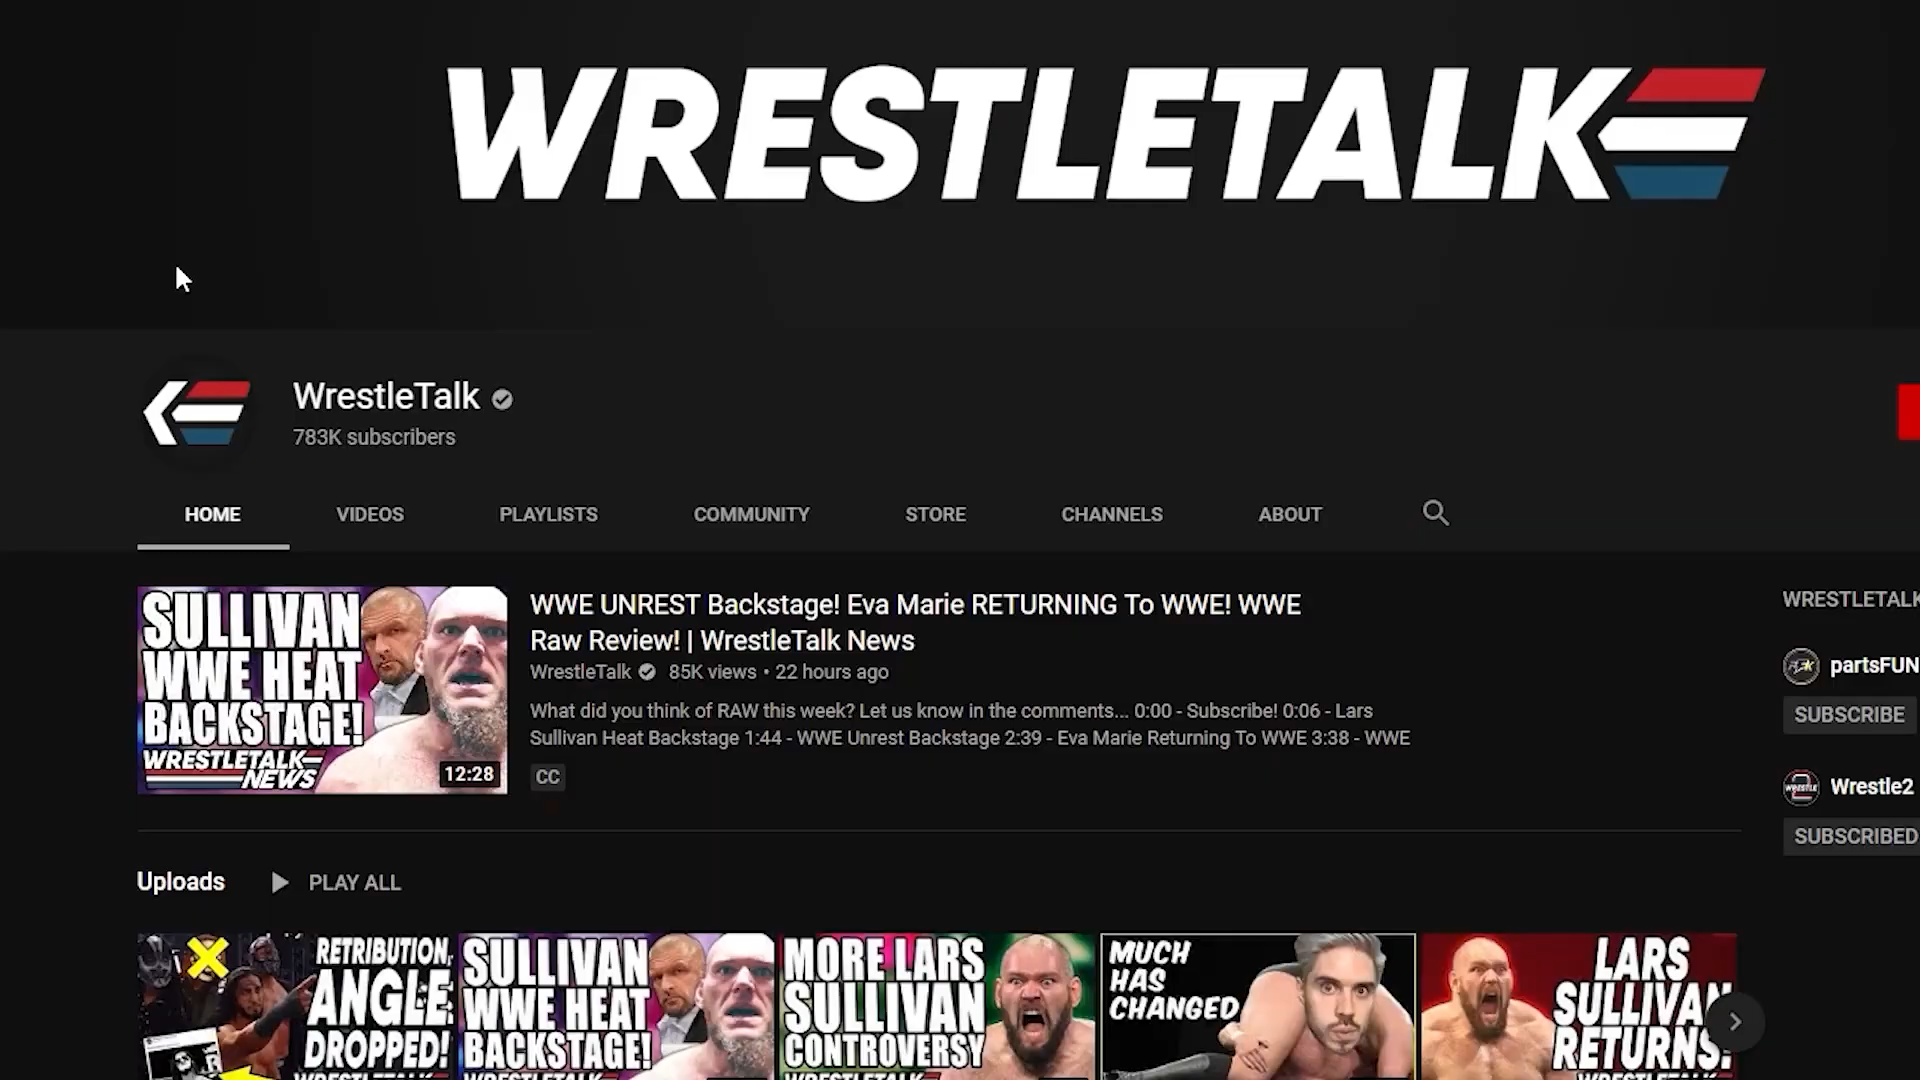 WRESTLETALK
WrestleTalk
783K subscribers
HOME VIDEOS PLAYLISTS COMMUNITY STORE CHANNELS ABOUT
SULLIVAN
WWE HEAT
BACKSTAGE!
WRESTLETALK
NEWS
12:28
WWE UNREST Backstage! Eva Marie RETURNING To WWE! WWE
Raw Review! | WrestleTalk News
WrestleTalk 85K views • 22 hours ago
What did you think of RAW this week? Let us know in the comments... 0:00 - Subscribe! 0:06 - Lars
Sullivan Heat Backstage 1:44 - WWE Unrest Backstage 2:39 - Eva Marie Returning To WWE 3:38 - WWE
CC
WRESTLETALK
partsFUN
SUBSCRIBE
Wrestle2
SUBSCRIBED
Uploads PLAY ALL
RETRIBUTION
ANGLE
DROPPED!
SULLIVAN
WWE HEAT
BACKSTAGE!
MORE LARS
SULLIVAN
CONTROVERSY
MUCH
HAS
CHANGED
LARS
SULLIVAN
RETURNS!